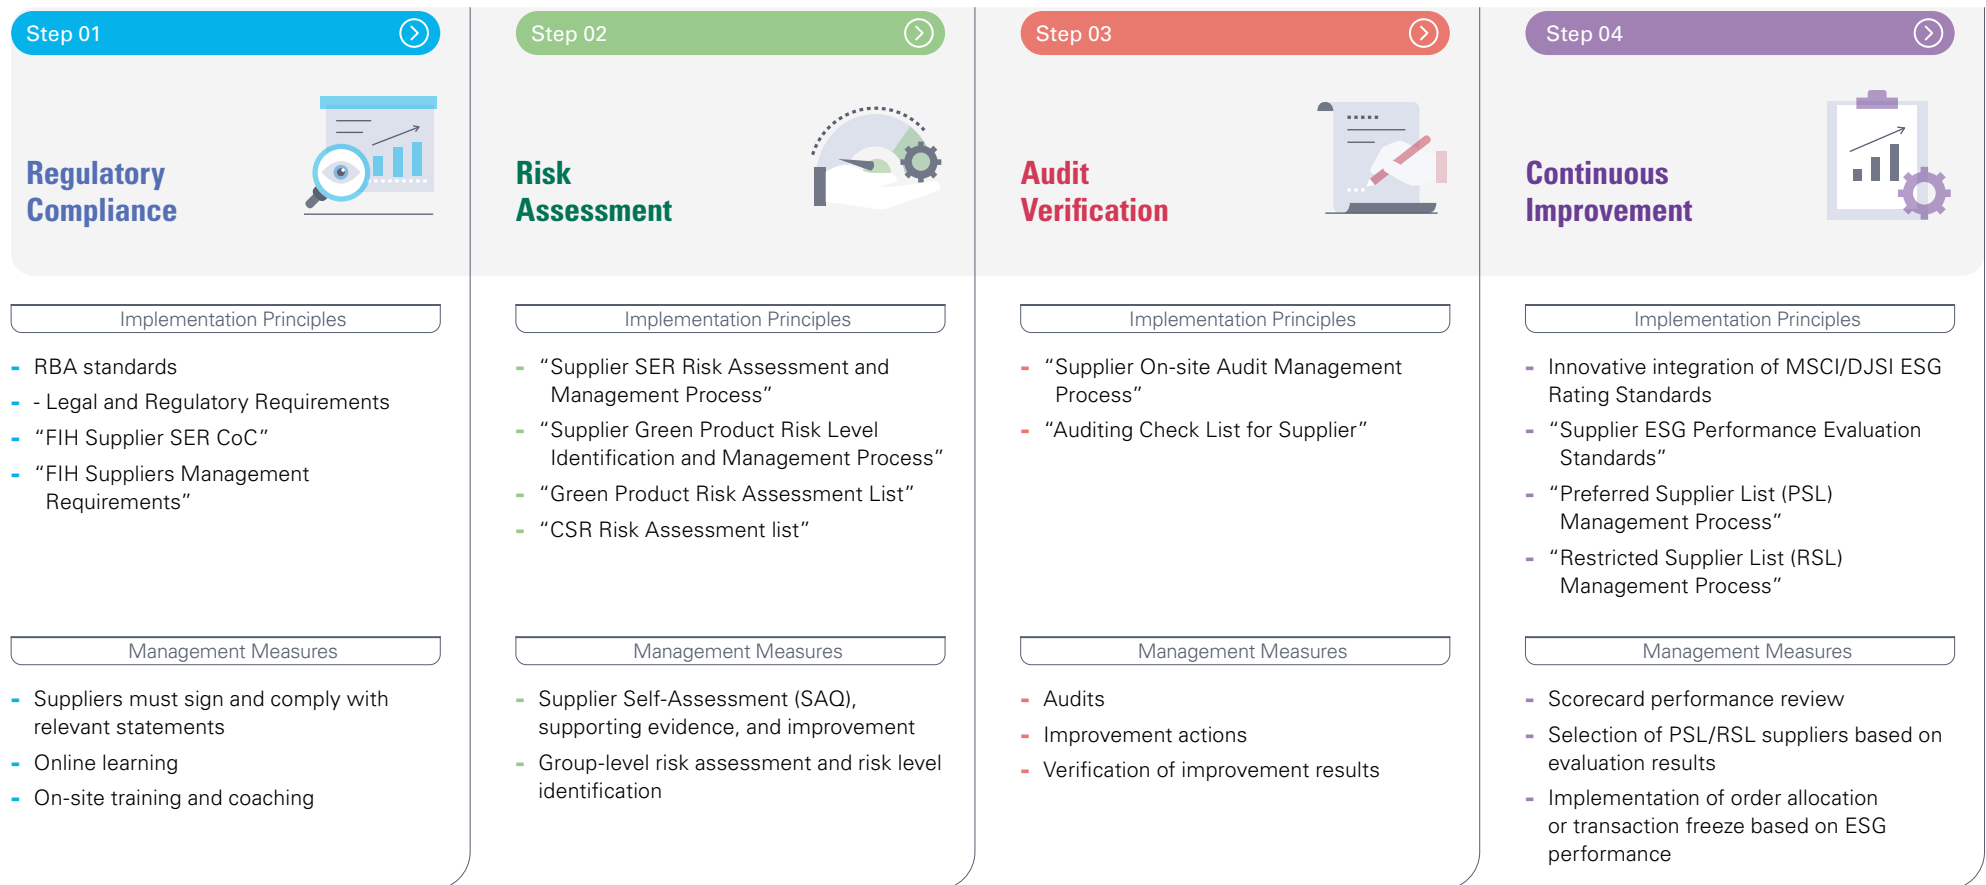 Step 01
Regulatory
Compliance
Implementation Principles
- RBA standards
- - Legal and Regulatory Requirements
- “FIH Supplier SER CoC”
- “FIH Suppliers Management
Requirements”
Management Measures
- Suppliers must sign and comply with
relevant statements
- Online learning
- On-site training and coaching
Step 02
Risk
Assessment
Implementation Principles
- “Supplier SER Risk Assessment and
Management Process”
- “Supplier Green Product Risk Level
Identification and Management Process”
- “Green Product Risk Assessment List”
- “CSR Risk Assessment list”
Management Measures
- Supplier Self-Assessment (SAQ),
supporting evidence, and improvement
- Group-level risk assessment and risk level
identification
Step 03
Audit
Verification
Implementation Principles
- “Supplier On-site Audit Management
Process”
- “Auditing Check List for Supplier”
Management Measures
- Audits
- Improvement actions
- Verification of improvement results
Step 04
Continuous
Improvement
Implementation Principles
- Innovative integration of MSCI/DJSI ESG
Rating Standards
- “Supplier ESG Performance Evaluation
Standards”
- “Preferred Supplier List (PSL)
Management Process”
- “Restricted Supplier List (RSL)
Management Process”
Management Measures
- Scorecard performance review
- Selection of PSL/RSL suppliers based on
evaluation results
- Implementation of order allocation
or transaction freeze based on ESG
performance